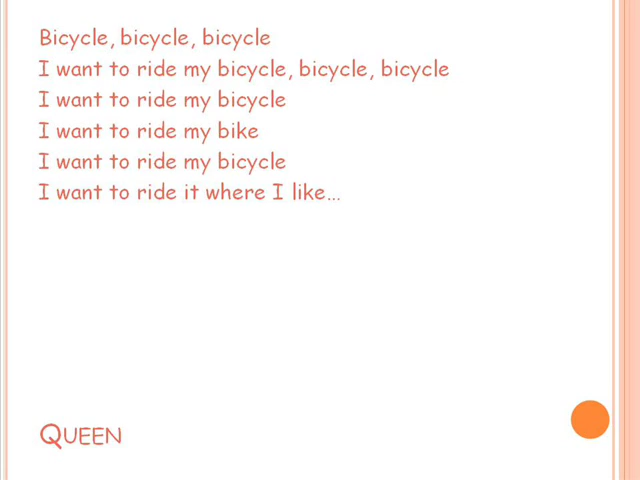 Bicycle, bicycle, bicycle
I want to ride my bicycle, bicycle, bicycle
I want to ride my bicycle
I want to ride my bike
I want to ride my bicycle
I want to ride it where I like…
QUEEN